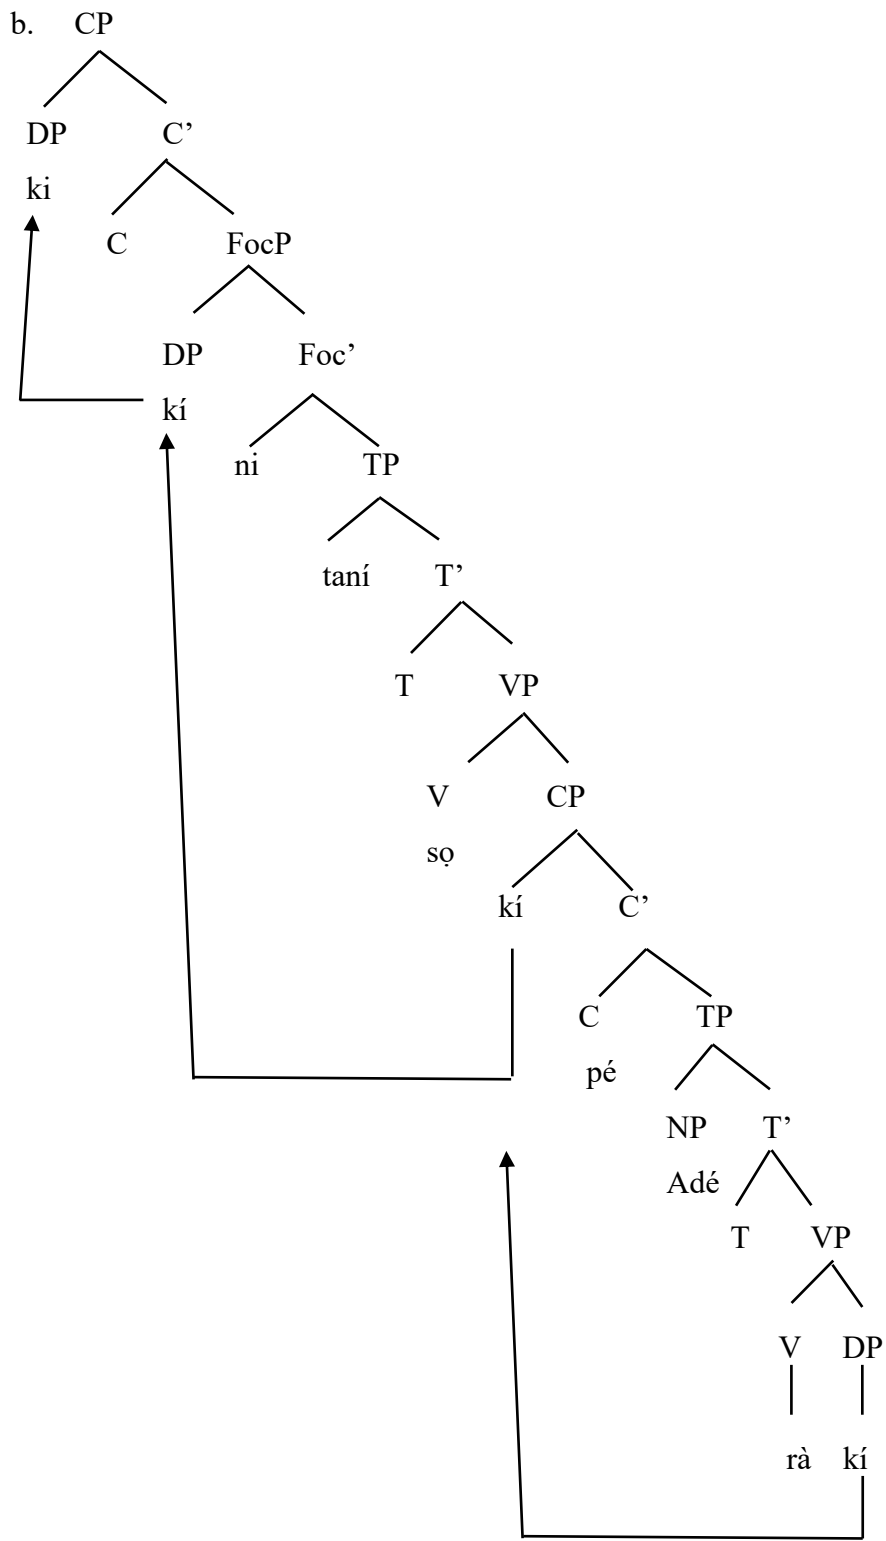 b. CP
DP C’
ki
C FocP
DP Foc’
kí
ni TP
taní T’
T VP
V CP
sọ
kí C’
C TP
pé
NP T’
Adé
T VP
V DP
rà kí